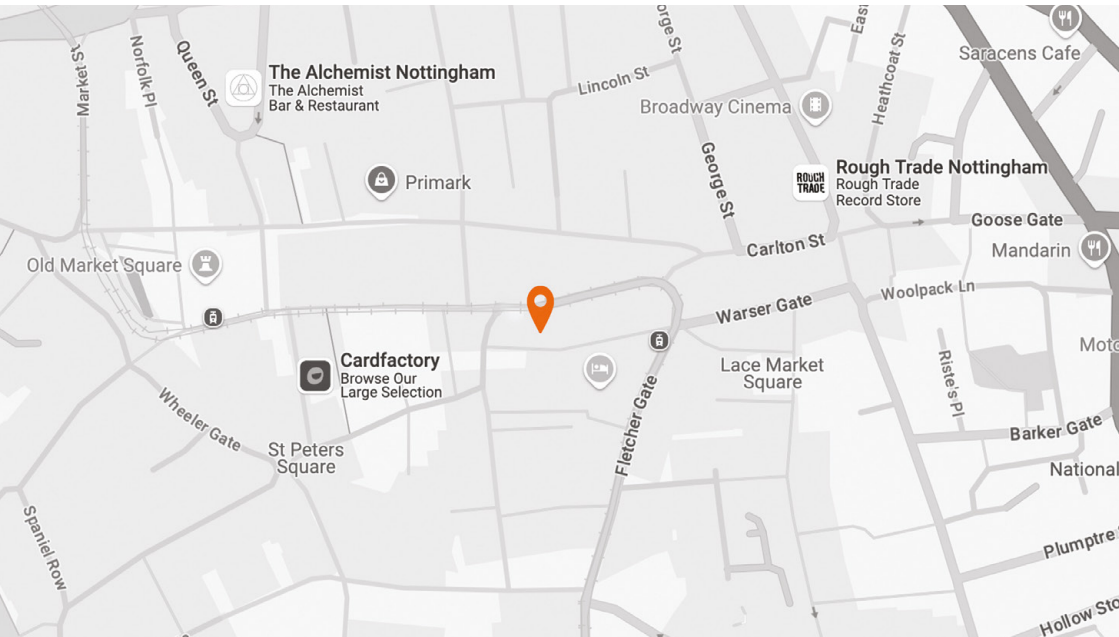 Market St
Norfolk Pl
Queen St
The Alchemist Nottingham
The Alchemist
Bar & Restaurant
Primark
Old Market Square
Cardfactory
Browse Our
Large Selection
Wheeler Gate
St Peters
Square
Spaniel Row
orge St
Lincoln St
Broadway Cinema
George St
East
Heathcoat St
Saracens Cafe
ROUGH
TRADE
Rough Trade Nottingham
Rough Trade
Record Store
Goose Gate
Carlton St
Mandarin
Woolpack Ln
Warser Gate
Lace Market
Square
Fletcher Gate
Riste's Pl
Moto
Barker Gate
National
Plumptre
Hollow Sto